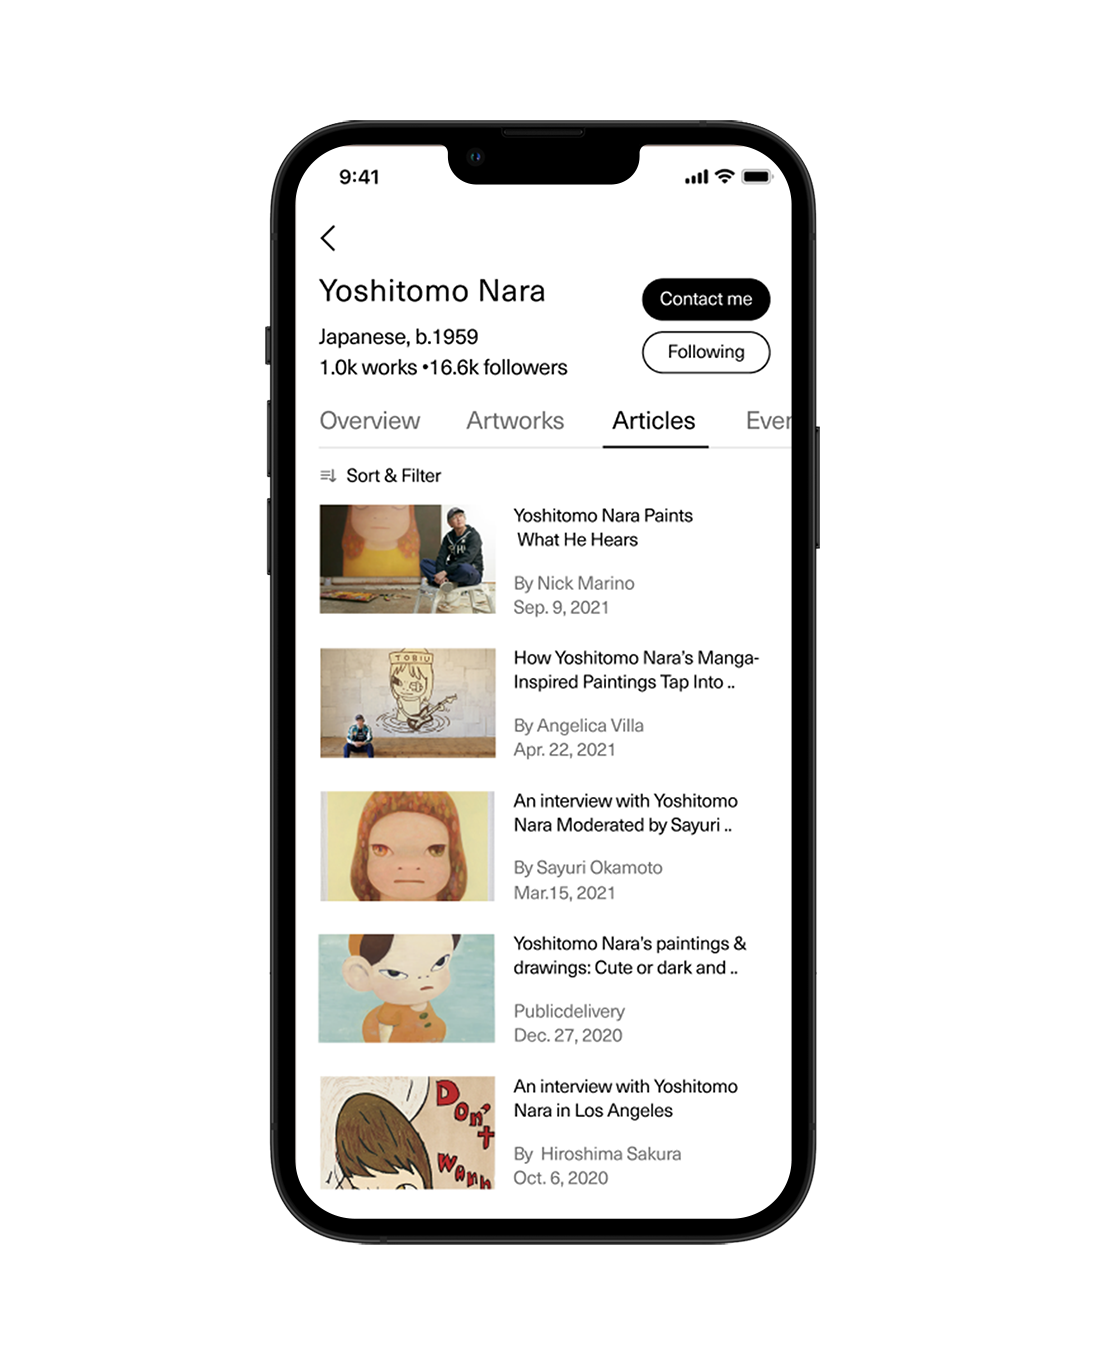 9:41
Yoshitomo Nara
Contact me
Japanese, b.1959
1.0k works •16.6k followers
Following
Overview
Artworks
Articles
Ever
Sort & Filter
Yoshitomo Nara Paints
What He Hears
By Nick Marino
Sep. 9, 2021
TOBIU
How Yoshitomo Nara's Manga-
Inspired Paintings Tap Into ..
By Angelica Villa
Apr. 22, 2021
An interview with Yoshitomo
Nara Moderated by Sayuri ..
By Sayuri Okamoto
Mar.15, 2021
Yoshitomo Nara's paintings &
drawings: Cute or dark and ..
Publicdelivery
Dec. 27, 2020
DON'T
WANN
An interview with Yoshitomo
Nara in Los Angeles
By Hiroshima Sakura
Oct. 6, 2020